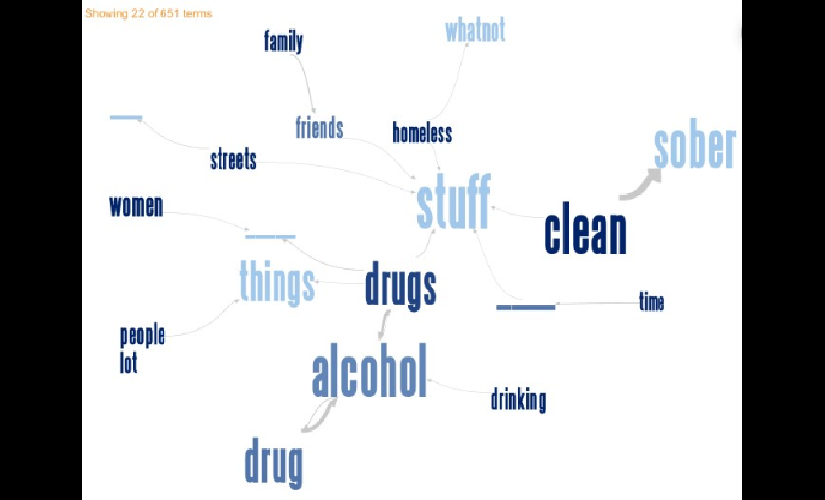 Showing 22 of 651 terms
family
whatnot
friends
homeless
sober
streets
stuff
women
clean
things
drugs
time
people
lot
alcohol
drinking
drug